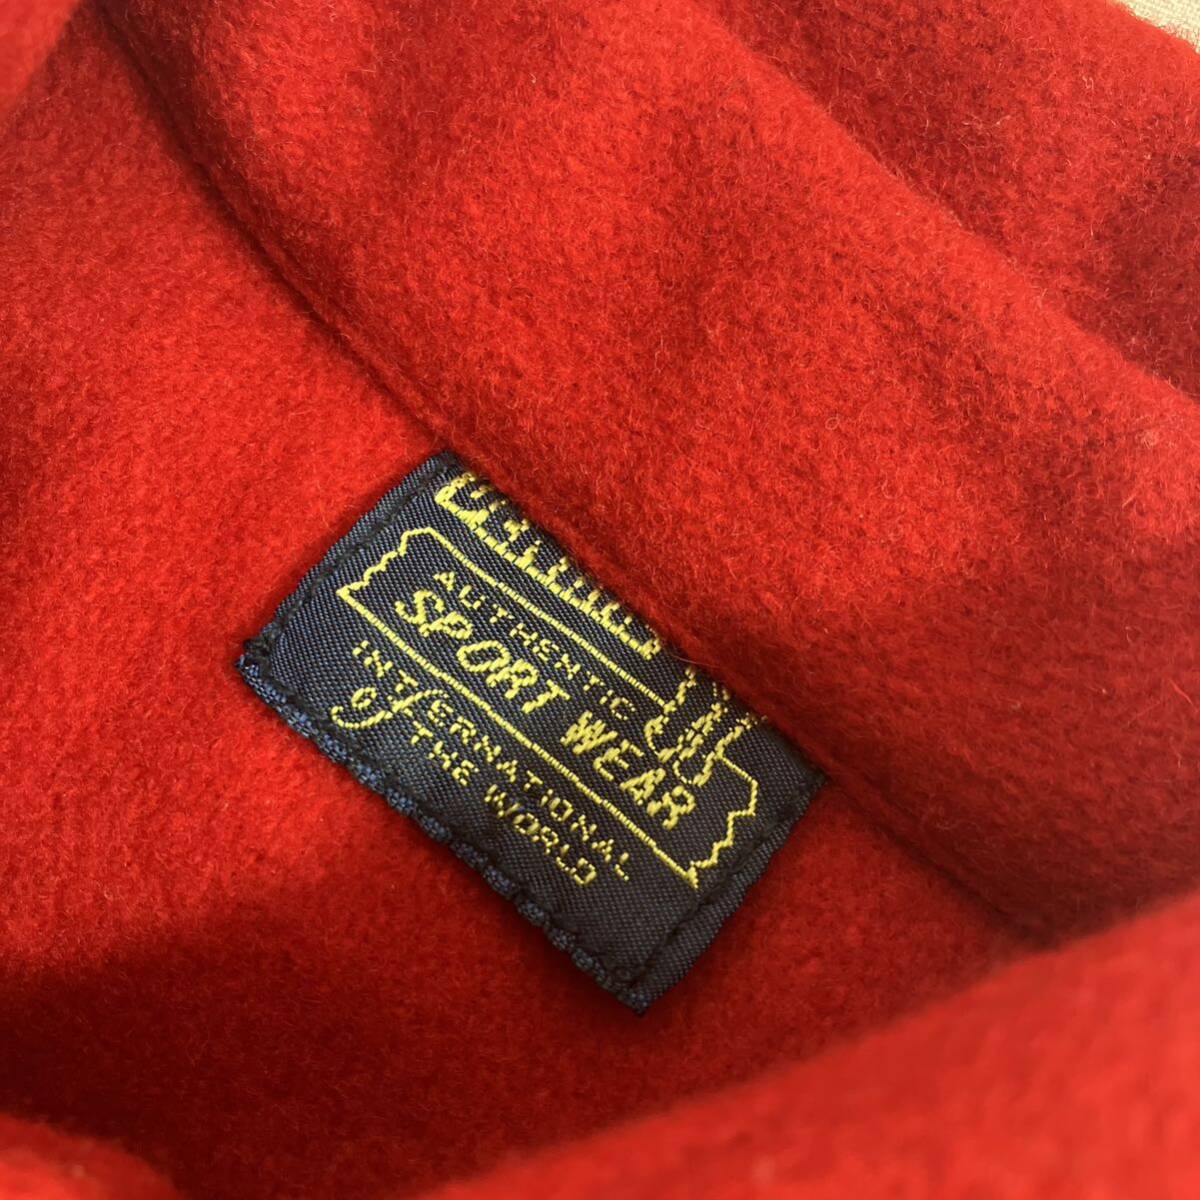 AUTHENTIC
SPORT WEAR
INTERNATIONAL
of THE WORLD